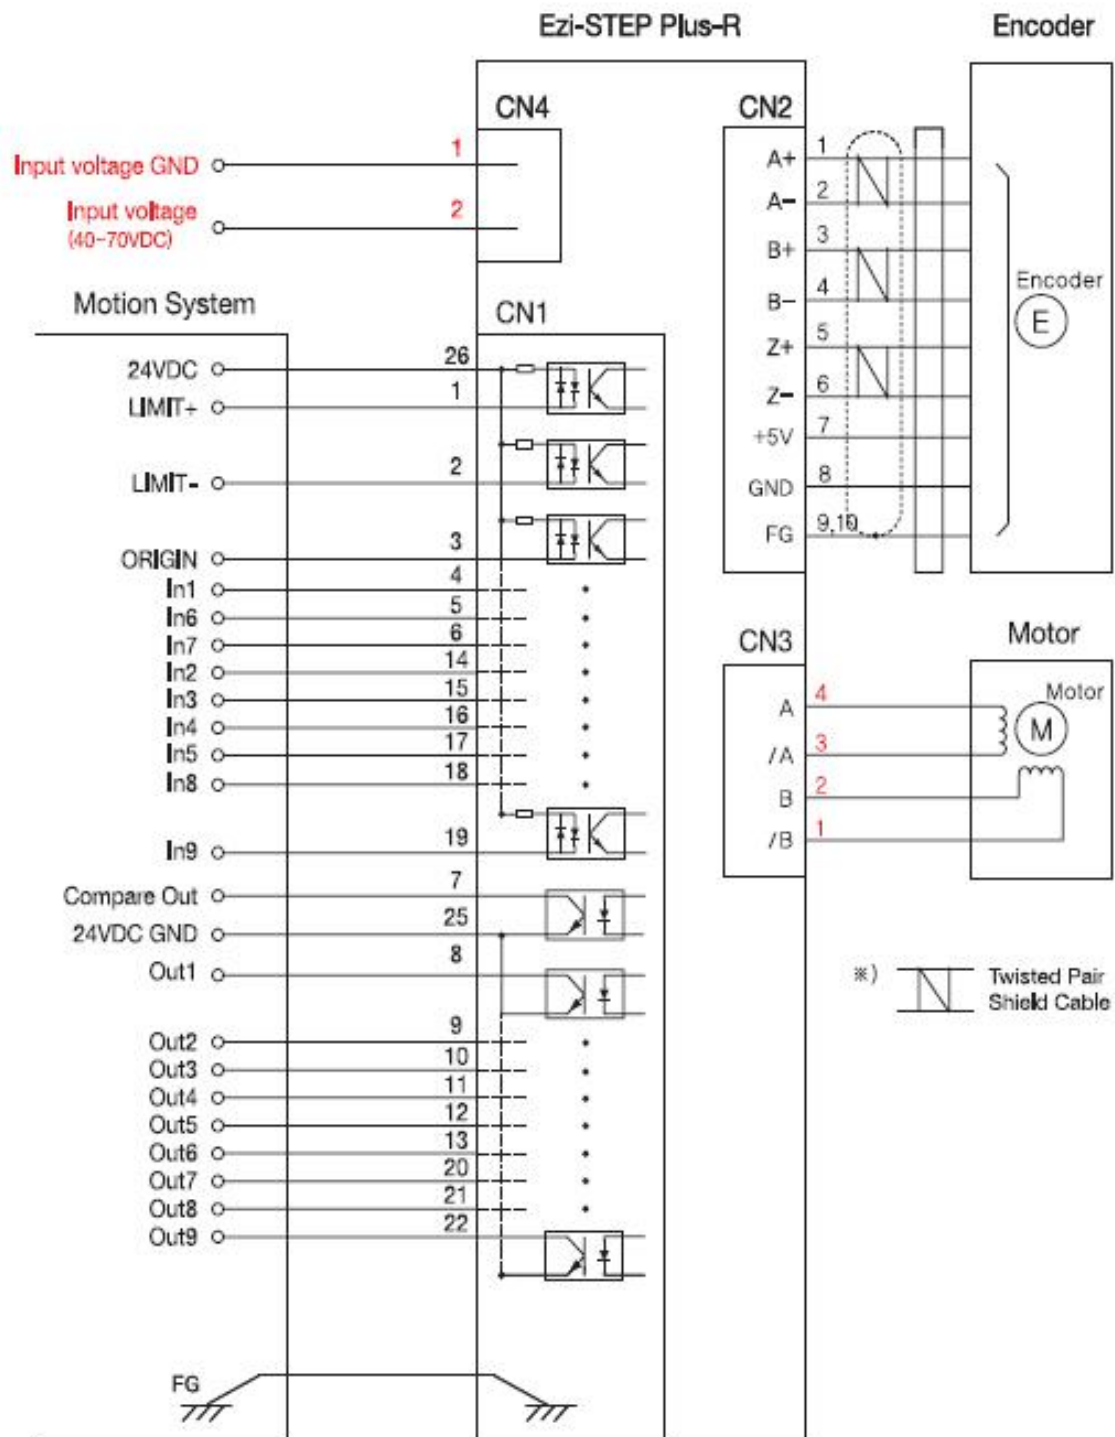 Ezi-STEP Plus-R
Encoder
CN4
1
Input voltage GND
2
Input voltage
(40~70VDC)
CN2
A+ 1
A- 2
B+ 3
B- 4
Z+ 5
Z- 6
+5V 7
GND 8
FG 9,10
Encoder
E
Motion System
CN1
24VDC 26
LIMIT+ 1
LIMIT- 2
ORIGIN 3
In1 4
In6 5
In7 6
In2 14
In3 15
In4 16
In5 17
In8 18
In9 19
Compare Out 7
24VDC GND 25
Out1 8
Out2 9
Out3 10
Out4 11
Out5 12
Out6 13
Out7 20
Out8 21
Out9 22
FG
CN3
Motor
A 4
/A 3
B 2
/B 1
Motor
M
※) Twisted Pair
Shield Cable